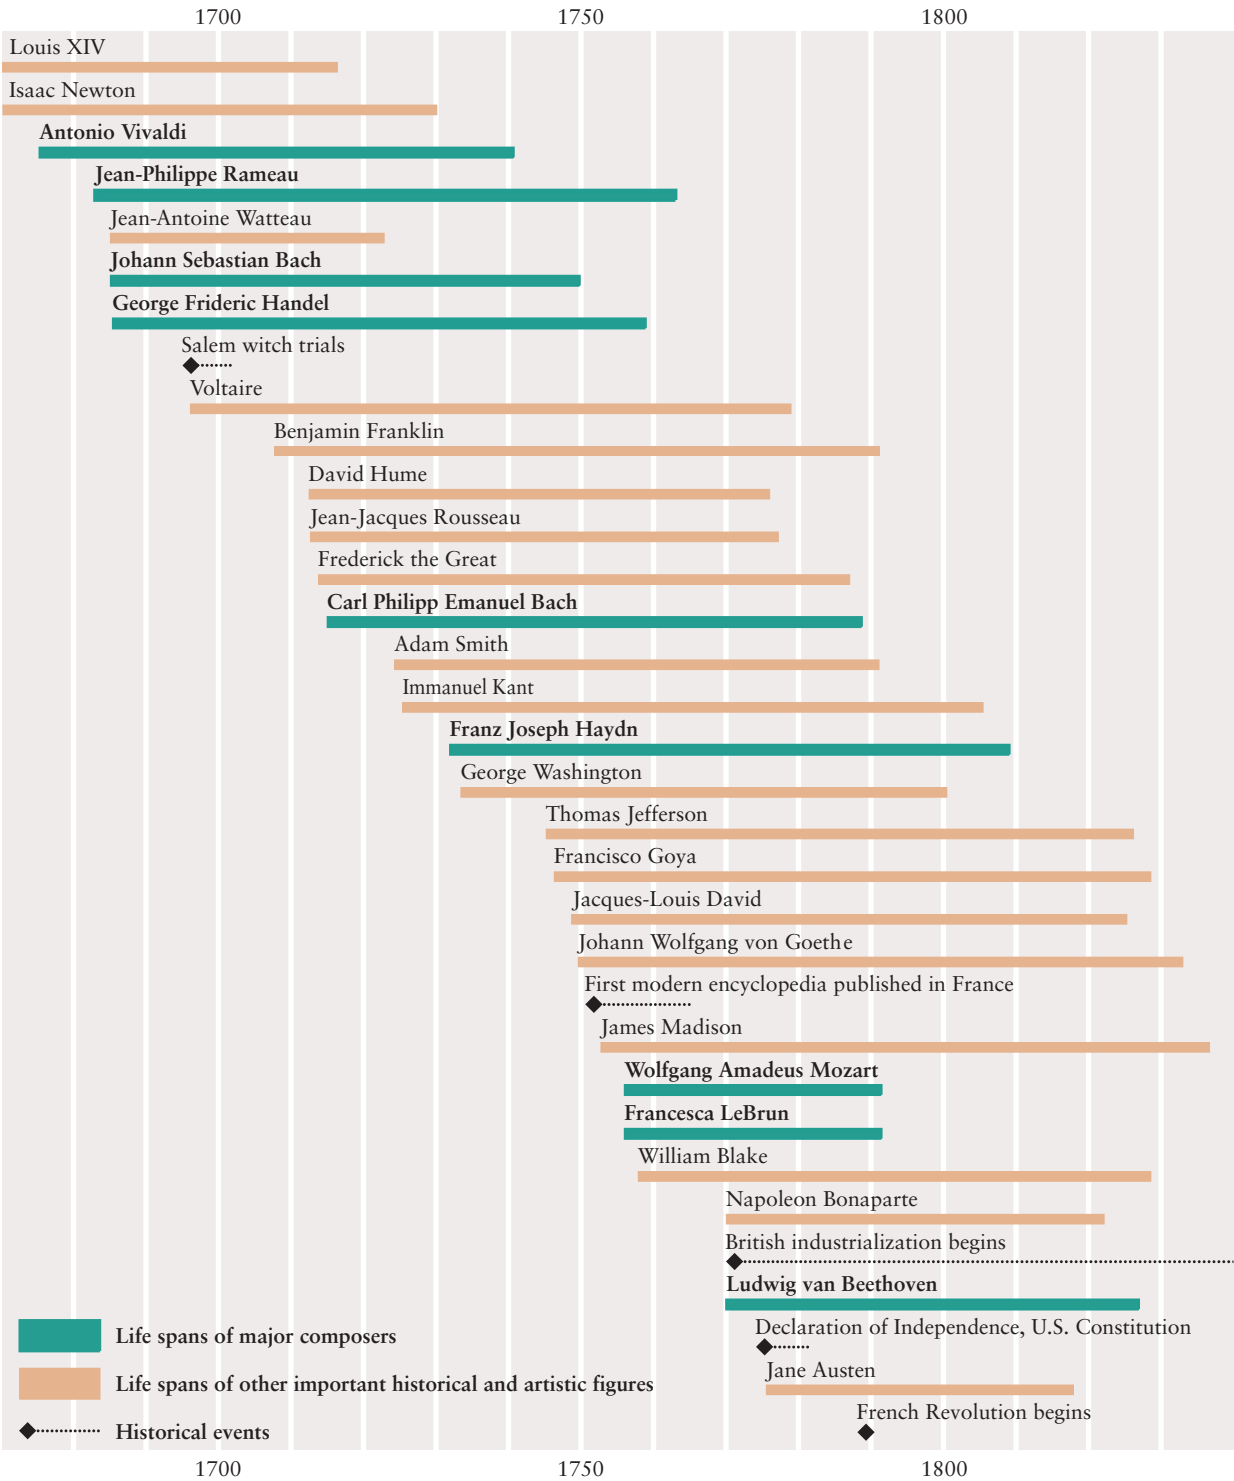 1700 1750 1800
Louis XIV
Isaac Newton
Antonio Vivaldi
Jean-Philippe Rameau
Jean-Antoine Watteau
Johann Sebastian Bach
George Frideric Handel
Salem witch trials
Voltaire
Benjamin Franklin
David Hume
Jean-Jacques Rousseau
Frederick the Great
Carl Philipp Emanuel Bach
Adam Smith
Immanuel Kant
Franz Joseph Haydn
George Washington
Thomas Jefferson
Francisco Goya
Jacques-Louis David
Johann Wolfgang von Goethe
First modern encyclopedia published in France
James Madison
Wolfgang Amadeus Mozart
Francesca LeBrun
William Blake
Napoleon Bonaparte
British industrialization begins
Ludwig van Beethoven
Declaration of Independence, U.S. Constitution
Jane Austen
French Revolution begins
Life spans of major composers
Life spans of other important historical and artistic figures
Historical events
1700 1750 1800